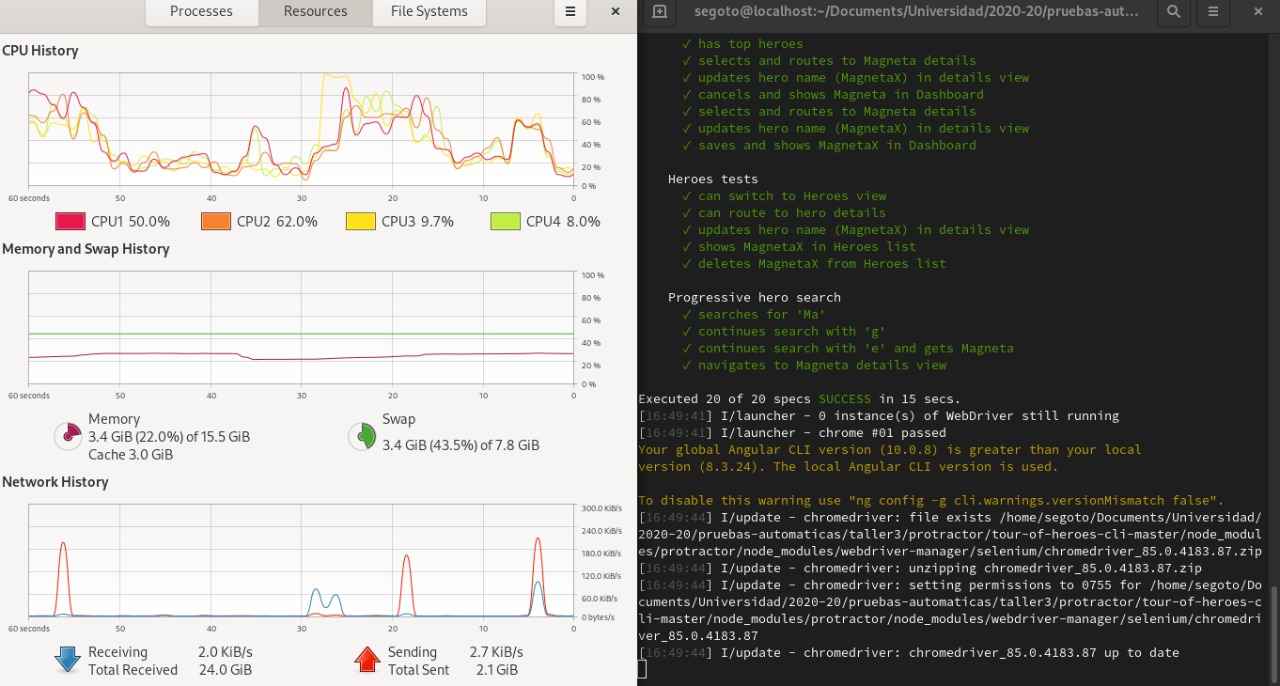 Processes Resources File Systems ☰ ×
CPU History
100 %
80 %
60 %
40 %
20 %
0 %
60 seconds 50 40 30 20 10 0
CPU1 50.0% CPU2 62.0% CPU3 9.7% CPU4 8.0%
Memory and Swap History
100 %
80 %
60 %
40 %
20 %
0 %
60 seconds 50 40 30 20 10 0
Memory
3.4 GiB (22.0%) of 15.5 GiB
Cache 3.0 GiB
Swap
3.4 GiB (43.5%) of 7.8 GiB
Network History
300.0 KiB/s
240.0 KiB/s
180.0 KiB/s
120.0 KiB/s
60.0 KiB/s
0 bytes/s
60 seconds 50 40 30 20 10 0
Receiving 2.0 KiB/s
Total Received 24.0 GiB
Sending 2.7 KiB/s
Total Sent 2.1 GiB
segoto@localhost:~/Documents/Universidad/2020-20/pruebas-aut...
✓ has top heroes
✓ selects and routes to Magneta details
✓ updates hero name (MagnetaX) in details view
✓ cancels and shows Magneta in Dashboard
✓ selects and routes to Magneta details
✓ updates hero name (MagnetaX) in details view
✓ saves and shows MagnetaX in Dashboard
Heroes tests
✓ can switch to Heroes view
✓ can route to hero details
✓ updates hero name (MagnetaX) in details view
✓ shows MagnetaX in Heroes list
✓ deletes MagnetaX from Heroes list
Progressive hero search
✓ searches for 'Ma'
✓ continues search with 'g'
✓ continues search with 'e' and gets Magneta
✓ navigates to Magneta details view
Executed 20 of 20 specs SUCCESS in 15 secs.
[16:49:41] I/launcher - 0 instance(s) of WebDriver still running
[16:49:41] I/launcher - chrome #01 passed
Your global Angular CLI version (10.0.8) is greater than your local
version (8.3.24). The local Angular CLI version is used.
To disable this warning use "ng config -g cli.warnings.versionMismatch false".
[16:49:44] I/update - chromedriver: file exists /home/segoto/Documents/Universidad/
2020-20/pruebas-automaticas/taller3/protractor/tour-of-heroes-cli-master/node_modul
es/protractor/node_modules/webdriver-manager/selenium/chromedriver_85.0.4183.87.zip
[16:49:44] I/update - chromedriver: unzipping chromedriver_85.0.4183.87.zip
[16:49:44] I/update - chromedriver: setting permissions to 0755 for /home/segoto/Do
cuments/Universidad/2020-20/pruebas-automaticas/taller3/protractor/tour-of-heroes-c
li-master/node_modules/protractor/node_modules/webdriver-manager/selenium/chromedri
ver_85.0.4183.87
[16:49:44] I/update - chromedriver: chromedriver_85.0.4183.87 up to date